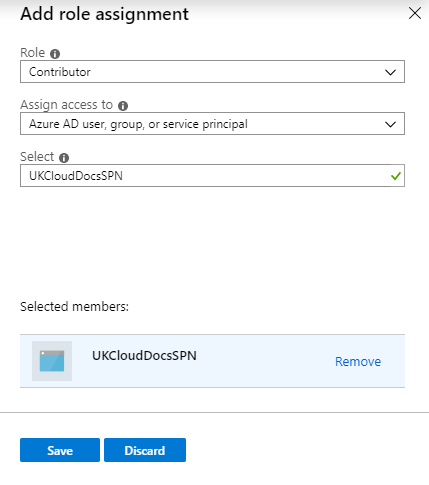 Add role assignment
Role
Contributor
Assign access to
Azure AD user, group, or service principal
Select
UKCloudDocsSPN
Selected members:
UKCloudDocsSPN
Remove
Save
Discard